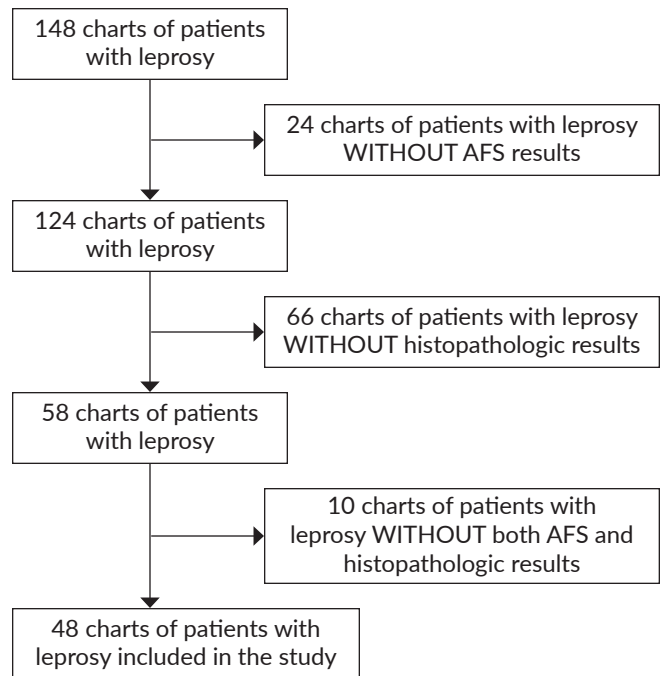 148 charts of patients
with leprosy
24 charts of patients with leprosy
WITHOUT AFS results
124 charts of patients
with leprosy
66 charts of patients with leprosy
WITHOUT histopathologic results
58 charts of patients
with leprosy
10 charts of patients with
leprosy WITHOUT both AFS and
histopathologic results
48 charts of patients with
leprosy included in the study